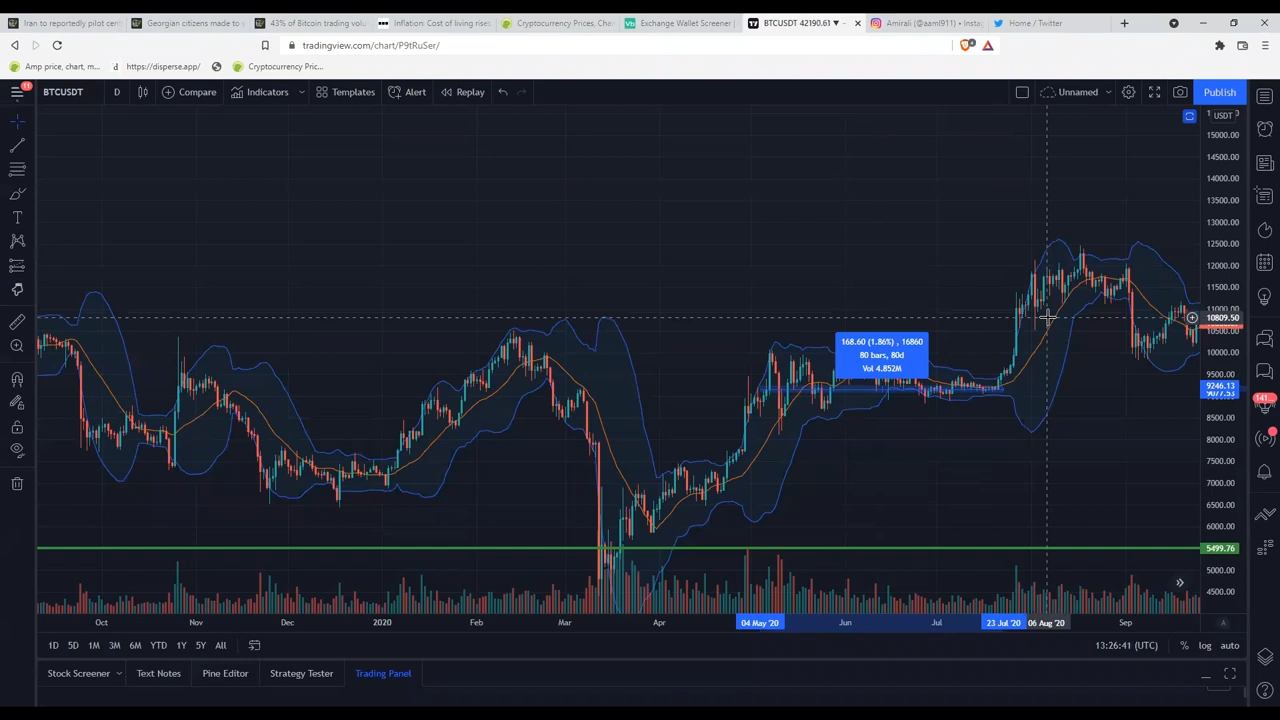 Iran to reportedly pilot cent
Georgian citizens made to s
43% of Bitcoin trading volu
Inflation: Cost of living rises
Cryptocurrency Prices, Cha
Exchange Wallet Screener |
BTCUSDT 42190.61 ▼
Amirali (@aaml911) • Insta
Home / Twitter
tradingview.com/chart/P9tRuSer/
Amp price, chart, m...
https://disperse.app/
Cryptocurrency Pric...
11
BTCUSDT
D
Compare
Indicators
Templates
Alert
Replay
Unnamed
Publish
USDT
15000.00
14500.00
14000.00
13500.00
13000.00
12500.00
12000.00
11500.00
11000.00
10809.50
10500.00
10000.00
9500.00
9246.13
9077.53
8500.00
8000.00
7500.00
7000.00
6500.00
6000.00
5499.76
5000.00
4500.00
168.60 (1.86%) , 16860
80 bars, 80d
Vol 4.852M
141...
Oct
Nov
Dec
2020
Feb
Mar
Apr
04 May '20
Jun
Jul
23 Jul '20
06 Aug '20
Sep
A
1D
5D
1M
3M
6M
YTD
1Y
5Y
All
13:26:41 (UTC)
%
log
auto
Stock Screener
Text Notes
Pine Editor
Strategy Tester
Trading Panel